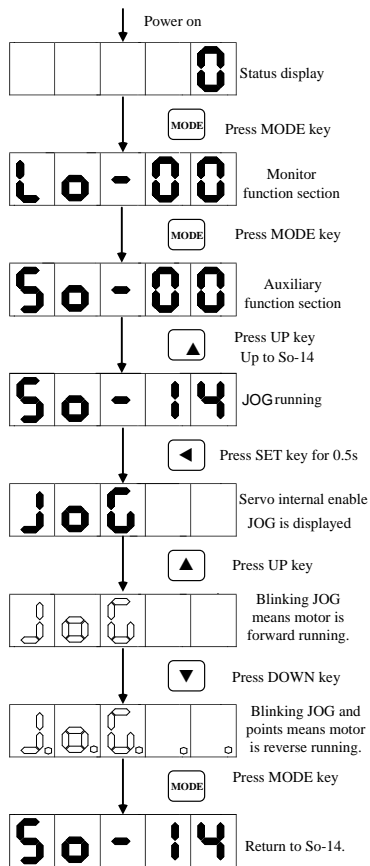 Power on
0
Status display
MODE
Press MODE key
Lo-00
Monitor
function section
MODE
Press MODE key
So-00
Auxiliary
function section
Press UP key
Up to So-14
So-14
JOG running
Press SET key for 0.5s
JoG
Servo internal enable
JOG is displayed
Press UP key
JoG
Blinking JOG
means motor is
forward running.
Press DOWN key
J.o.G. . .
Blinking JOG and
points means motor
is reverse running.
MODE
Press MODE key
So-14
Return to So-14.